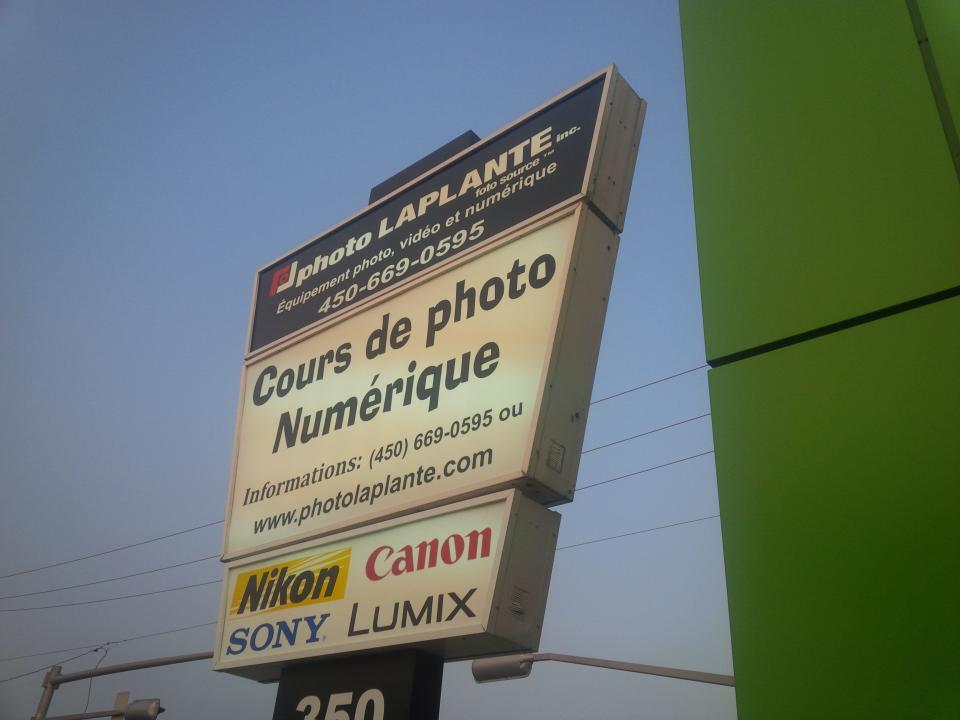 photo LAPLANTE inc.
foto source ™
Équipement photo, vidéo et numérique
450-669-0595
Cours de photo
Numérique
Informations: (450) 669-0595 ou
www.photolaplante.com
Nikon Canon
SONY LUMIX
350